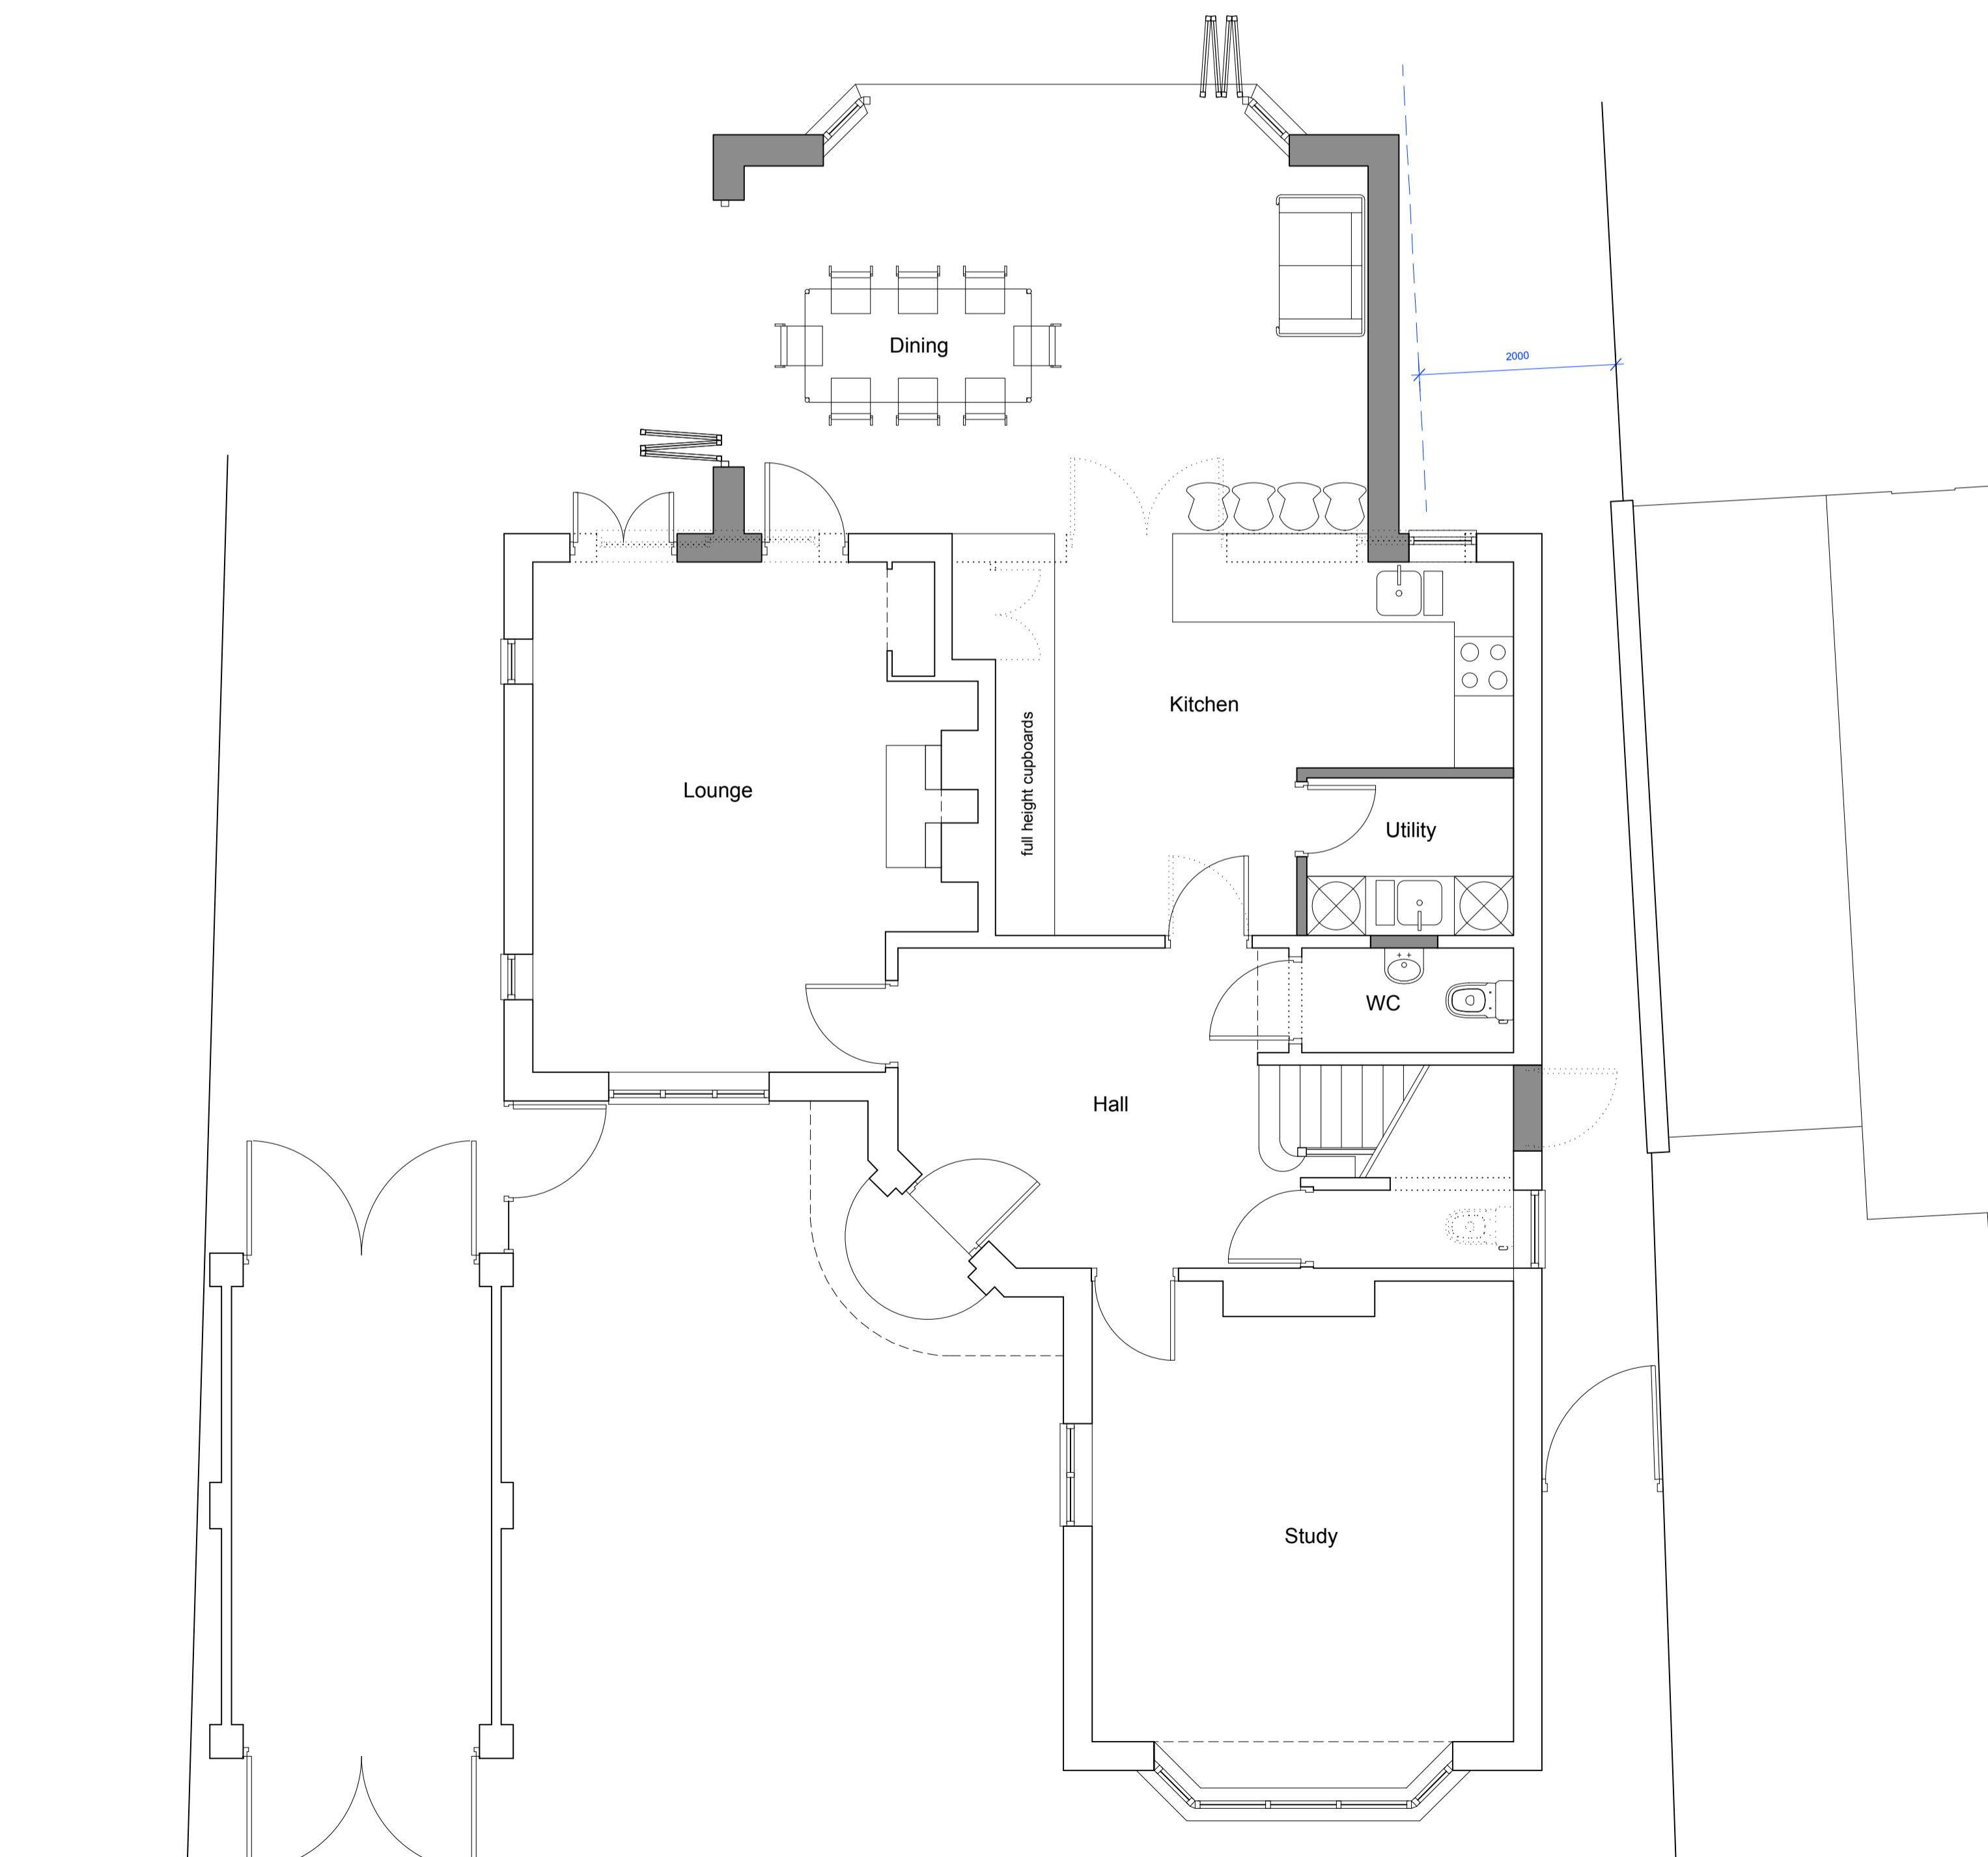 Dining
2000
Kitchen
full height cupboards
Lounge
Utility
WC
Hall
Study